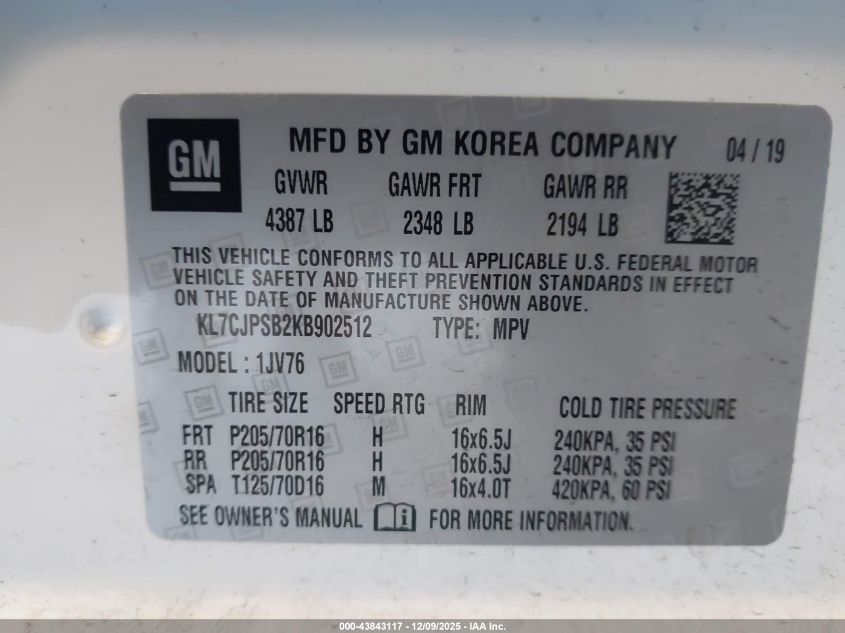 GM
MFD BY GM KOREA COMPANY 04 / 19
GVWR GAWR FRT GAWR RR
4387 LB 2348 LB 2194 LB
THIS VEHICLE CONFORMS TO ALL APPLICABLE U.S. FEDERAL MOTOR
VEHICLE SAFETY AND THEFT PREVENTION STANDARDS IN EFFECT
ON THE DATE OF MANUFACTURE SHOWN ABOVE.
KL7CJPSB2KB902512 TYPE: MPV
MODEL : 1JV76
TIRE SIZE SPEED RTG RIM COLD TIRE PRESSURE
FRT P205/70R16 H 16x6.5J 240KPA, 35 PSI
RR P205/70R16 H 16x6.5J 240KPA, 35 PSI
SPA T125/70D16 M 16x4.0T 420KPA, 60 PSI
SEE OWNER'S MANUAL i FOR MORE INFORMATION.
000-43843117 - 12/09/2025 - IAA Inc.